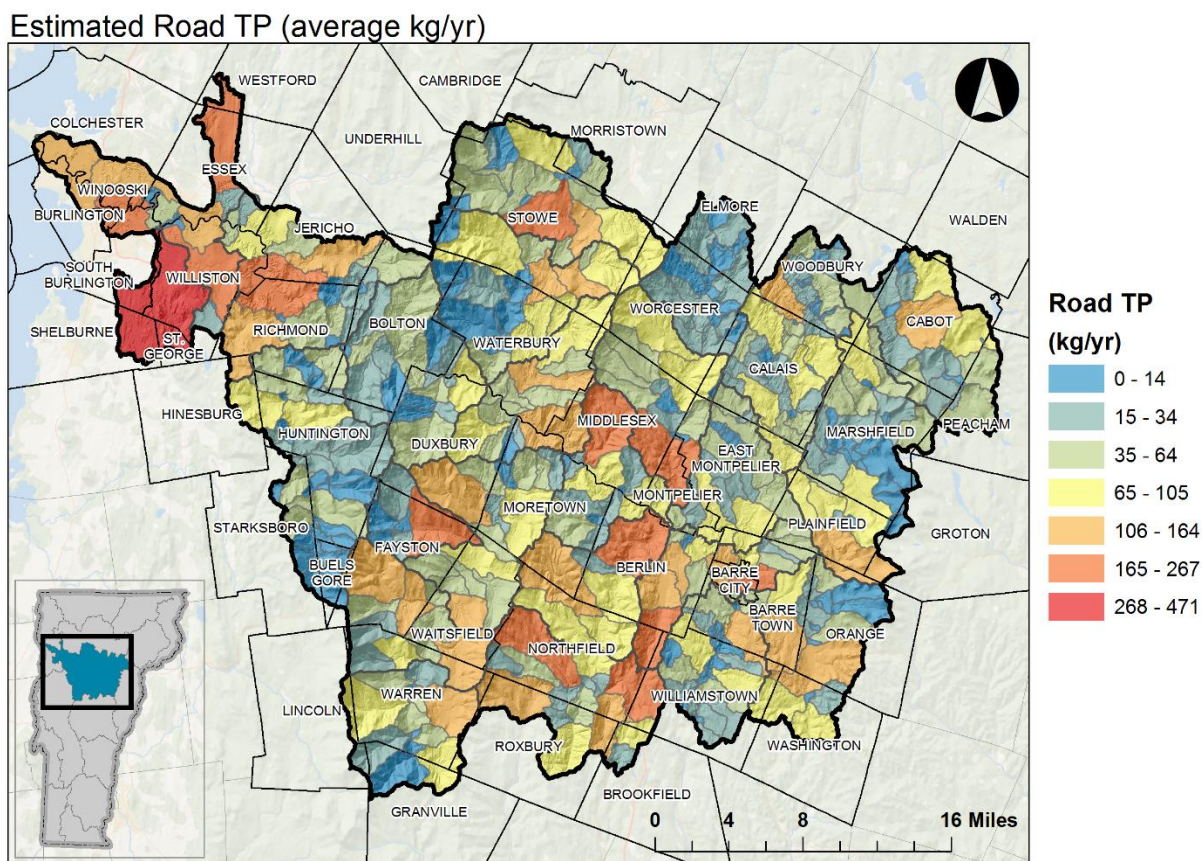 Estimated Road TP (average kg/yr)
WESTFORD
CAMBRIDGE
COLCHESTER
UNDERHILL
MORRISTOWN
ESSEX
WINOOSKI
BURLINGTON
JERICHO
STOWE
ELMORE
WALDEN
SOUTH
BURLINGTON
WILLISTON
WOODBURY
SHELBURNE
ST.
GEORGE
RICHMOND
BOLTON
WATERBURY
WORCESTER
CABOT
CALAIS
HINESBURG
HUNTINGTON
DUXBURY
MIDDLESEX
EAST
MONTPELIER
MARSHFIELD
PEACHAM
STARKSBORO
MORETOWN
MONTPELIER
PLAINFIELD
GROTON
BUELS
GORE
FAYSTON
BERLIN
BARRE
CITY
BARRE
TOWN
ORANGE
WAITSFIELD
NORTHFIELD
LINCOLN
WARREN
WILLIAMSTOWN
ROXBURY
WASHINGTON
GRANVILLE
BROOKFIELD
0 4 8 16 Miles
Road TP
(kg/yr)
0 - 14
15 - 34
35 - 64
65 - 105
106 - 164
165 - 267
268 - 471